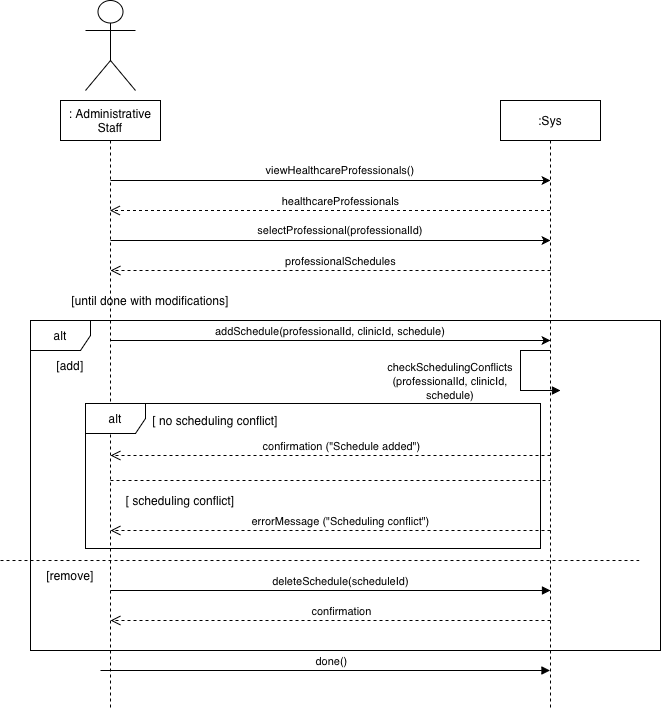 : Administrative
Staff
:Sys
viewHealthcareProfessionals()
healthcareProfessionals
selectProfessional(professionalId)
professionalSchedules
[until done with modifications]
alt
addSchedule(professionalId, clinicId, schedule)
[add]
checkSchedulingConflicts
(professionalId, clinicId,
schedule)
alt
[ no scheduling conflict]
confirmation ("Schedule added")
[ scheduling conflict]
errorMessage ("Scheduling conflict")
[remove]
deleteSchedule(scheduleId)
confirmation
done()